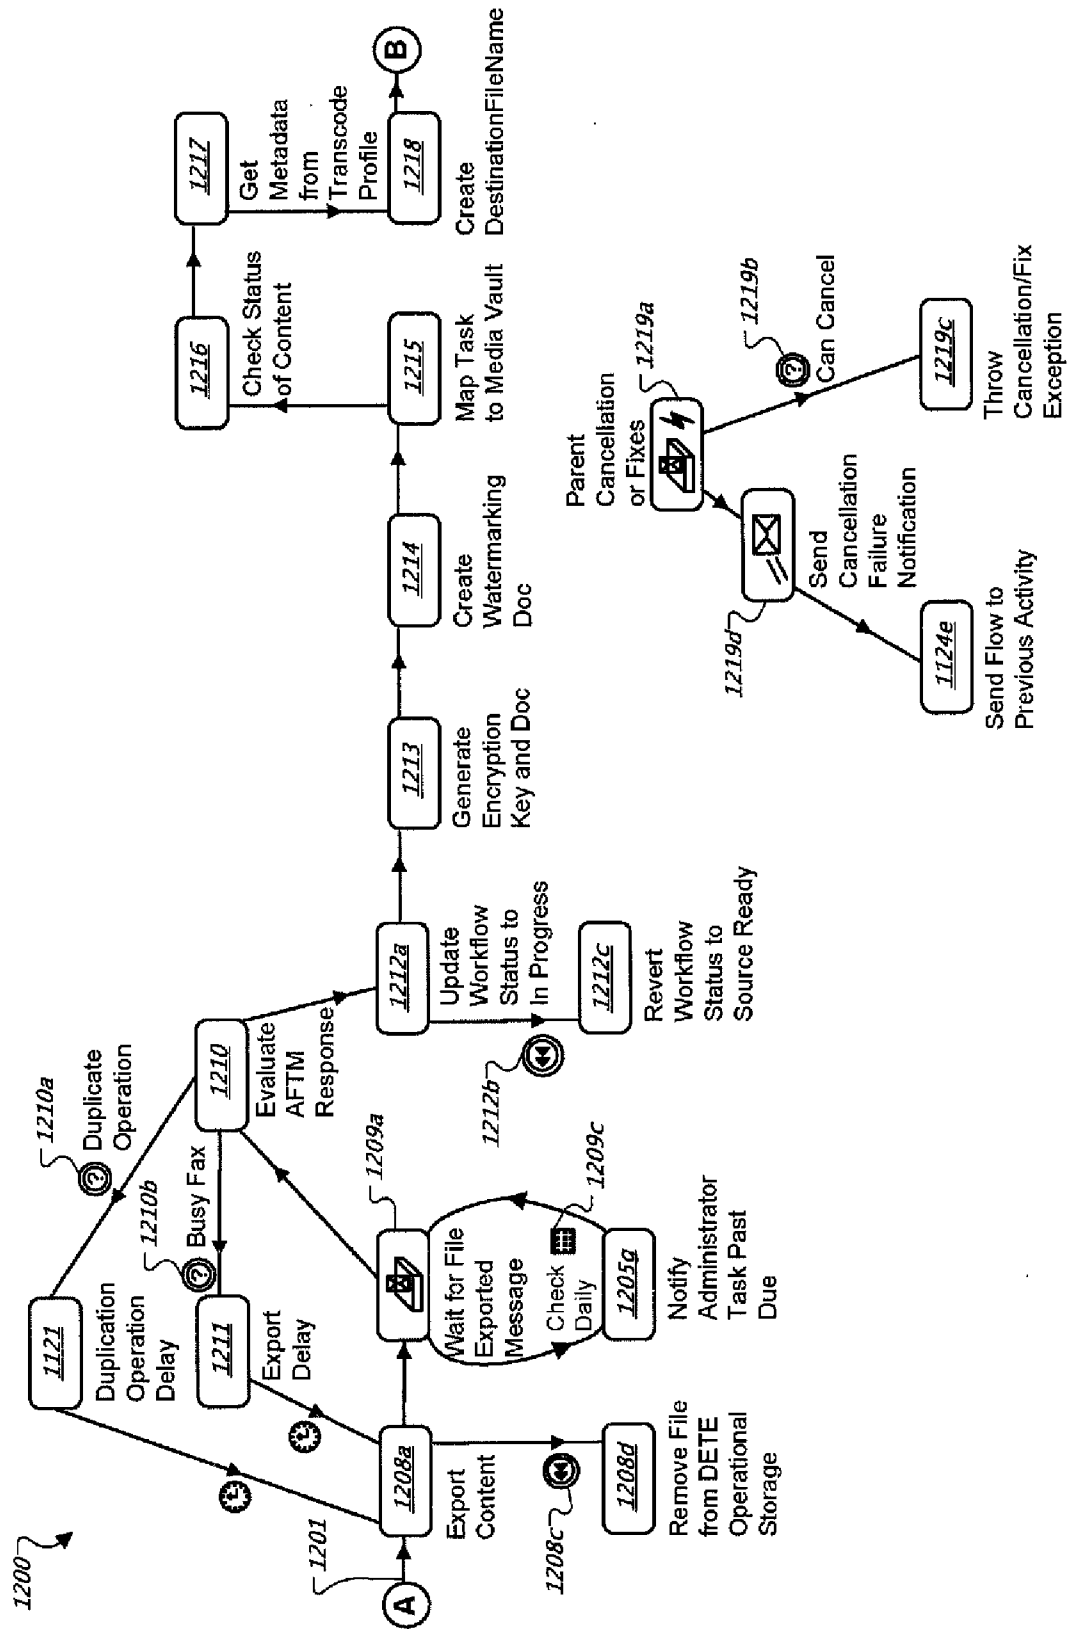 1200
1121
Duplication
Operation
Delay
1210a
Duplicate
Operation
1210b
Busy Fax
1211
Export
Delay
1210
Evaluate
AFTM
Response
A
1201
1208a
Export
Content
1208c
1208d
Remove File
from DETE
Operational
Storage
1209a
Wait for File
Exported
Message
Check
Daily
1209c
1205g
Notify
Administrator
Task Past
Due
1212a
Update
Workflow
Status to
In Progress
1212b
1212c
Revert
Workflow
Status to
Source Ready
1213
Generate
Encryption
Key and Doc
1214
Create
Watermarking
Doc
1215
Map Task
to Media Vault
1216
Check Status
of Content
1217
Get
Metadata
from
Transcode
Profile
1218
Create
DestinationFileName
B
Parent
Cancellation
or Fixes
1219a
1219b
Can Cancel
1219c
Throw
Cancellation/Fix
Exception
1219d
Send
Cancellation
Failure
Notification
1124e
Send Flow to
Previous Activity